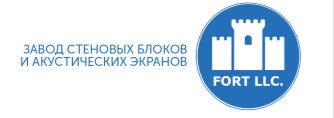 ЗАВОД СТЕНОВЫХ БЛОКОВ
И АКУСТИЧЕСКИХ ЭКРАНОВ
FORT LLC.